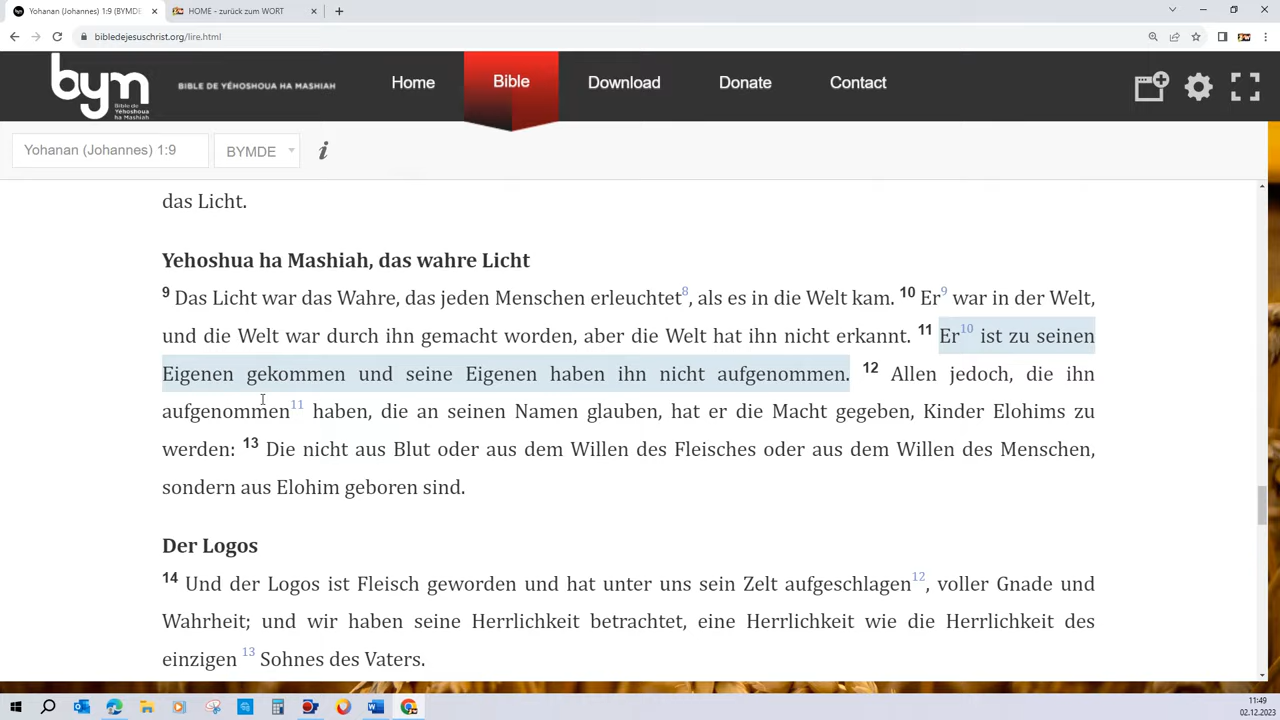 Yohanan (Johannes) 1:9 (BYMDE
HOME - zurück zum WORT
bibledejesuschrist.org/lire.html
bym
Bible de
Yéhoshoua
ha Mashiah
BIBLE DE YÉHOSHOUA HA MASHIAH
Home
Bible
Download
Donate
Contact
Yohanan (Johannes) 1:9
BYMDE
i
das Licht.
Yehoshua ha Mashiah, das wahre Licht
9 Das Licht war das Wahre, das jeden Menschen erleuchtet8, als es in die Welt kam. 10 Er9 war in der Welt,
und die Welt war durch ihn gemacht worden, aber die Welt hat ihn nicht erkannt. 11 Er10 ist zu seinen
Eigenen gekommen und seine Eigenen haben ihn nicht aufgenommen. 12 Allen jedoch, die ihn
aufgenommen11 haben, die an seinen Namen glauben, hat er die Macht gegeben, Kinder Elohims zu
werden: 13 Die nicht aus Blut oder aus dem Willen des Fleisches oder aus dem Willen des Menschen,
sondern aus Elohim geboren sind.
Der Logos
14 Und der Logos ist Fleisch geworden und hat unter uns sein Zelt aufgeschlagen12, voller Gnade und
Wahrheit; und wir haben seine Herrlichkeit betrachtet, eine Herrlichkeit wie die Herrlichkeit des
einzigen 13 Sohnes des Vaters.
11:49
02.12.2023